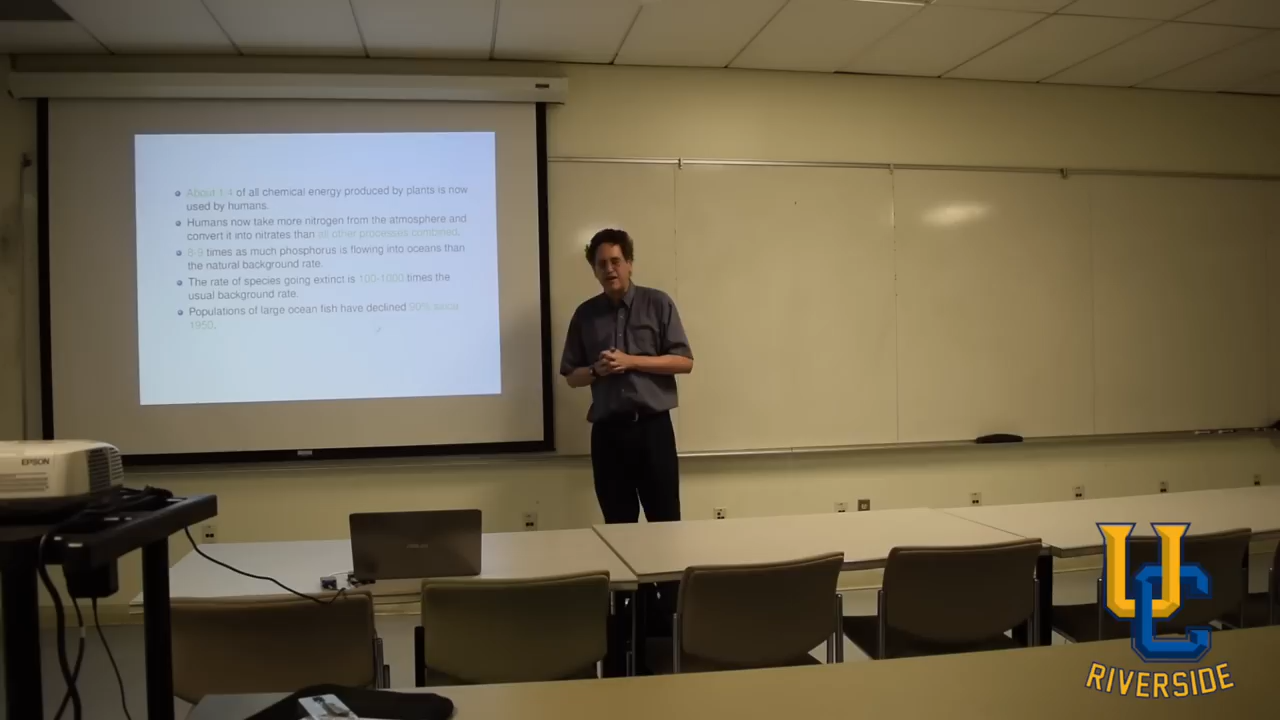 About 1/4 of all chemical energy produced by plants is now
used by humans.
Humans now take more nitrogen from the atmosphere and
convert it into nitrates than all other processes combined.
8-9 times as much phosphorus is flowing into oceans than
the natural background rate.
The rate of species going extinct is 100-1000 times the
usual background rate.
Populations of large ocean fish have declined 90% since
1950.
EPSON
ASUS
UC
RIVERSIDE